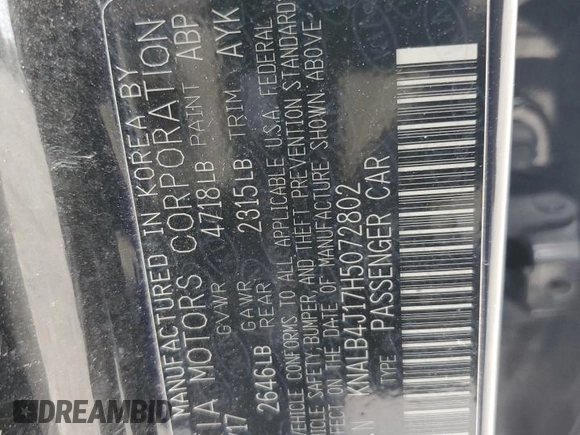 MANUFACTURED IN KOREA BY
KIA MOTORS CORPORATION
/17 GVWR 4718LB PAINT ABP
GAWR
2646LB REAR 2315LB TRIM AYK
VEHICLE CONFORMS TO ALL APPLICABLE U.S.A. FEDERAL
VEHICLE SAFETY, BUMPER AND THEFT PREVENTION STANDARD
EFFECT ON THE DATE OF MANUFACTURE SHOWN ABOVE.
IN KNALB4J17H5072802
TYPE PASSENGER CAR
DREAMBID